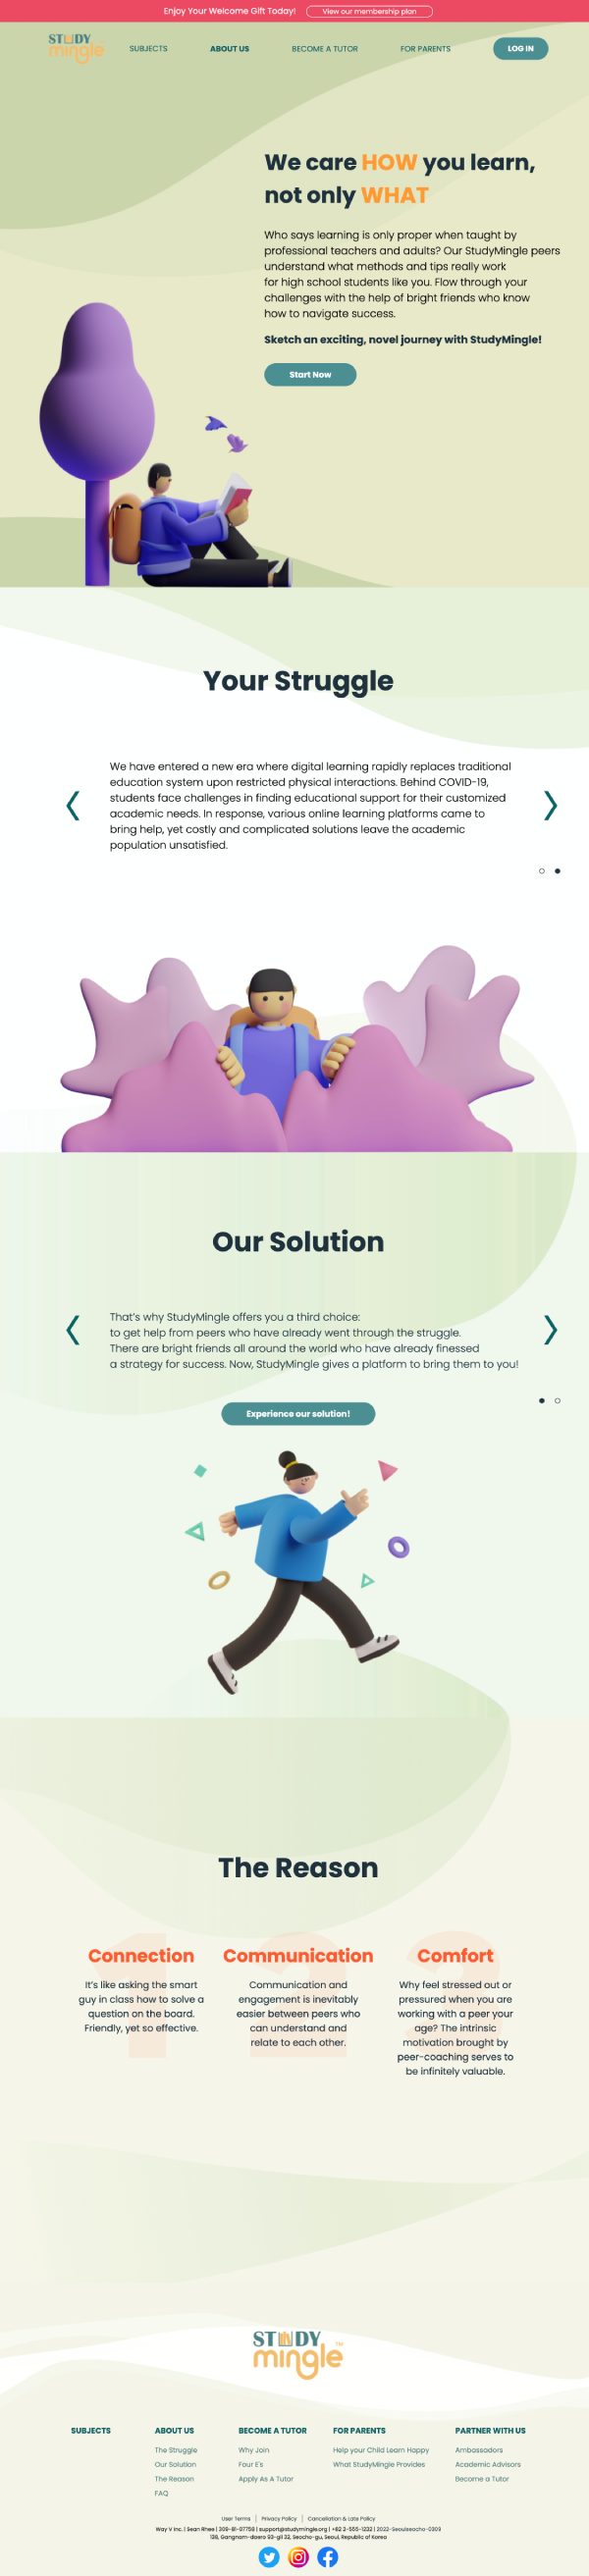 Enjoy Your Welcome Gift Today! View our membership plan
STUDY
mingle
SUBJECTS ABOUT US BECOME A TUTOR FOR PARENTS LOG IN
We care HOW you learn,
not only WHAT
Who says learning is only proper when taught by
professional teachers and adults? Our StudyMingle peers
understand what methods and tips really work
for high school students like you. Flow through your
challenges with the help of bright friends who know
how to navigate success.
Sketch an exciting, novel journey with StudyMingle!
Start Now
Your Struggle
We have entered a new era where digital learning rapidly replaces traditional
education system upon restricted physical interactions. Behind COVID-19,
students face challenges in finding educational support for their customized
academic needs. In response, various online learning platforms came to
bring help, yet costly and complicated solutions leave the academic
population unsatisfied.
Our Solution
That's why StudyMingle offers you a third choice:
to get help from peers who have already went through the struggle.
There are bright friends all around the world who have already finessed
a strategy for success. Now, StudyMingle gives a platform to bring them to you!
Experience our solution!
The Reason
1
Connection
It's like asking the smart
guy in class how to solve a
question on the board.
Friendly, yet so effective.
2
Communication
Communication and
engagement is inevitably
easier between peers who
can understand and
relate to each other.
3
Comfort
Why feel stressed out or
pressured when you are
working with a peer your
age? The intrinsic
motivation brought by
peer-coaching serves to
be infinitely valuable.
STUDY
mingle
TM
SUBJECTS
ABOUT US
The Struggle
Our Solution
The Reason
FAQ
BECOME A TUTOR
Why Join
Four E's
Apply As A Tutor
FOR PARENTS
Help your Child Learn Happy
What StudyMingle Provides
PARTNER WITH US
Ambassadors
Academic Advisors
Become a Tutor
User Terms | Privacy Policy | Cancellation & Late Policy
Way V Inc. | Sean Rhee | 309-81-07759 | support@studymingle.org | +82 2-555-1232 | 2022-Seoulseocho-0309
138, Gangnam-daero 93-gil 32, Seocho-gu, Seoul, Republic of Korea